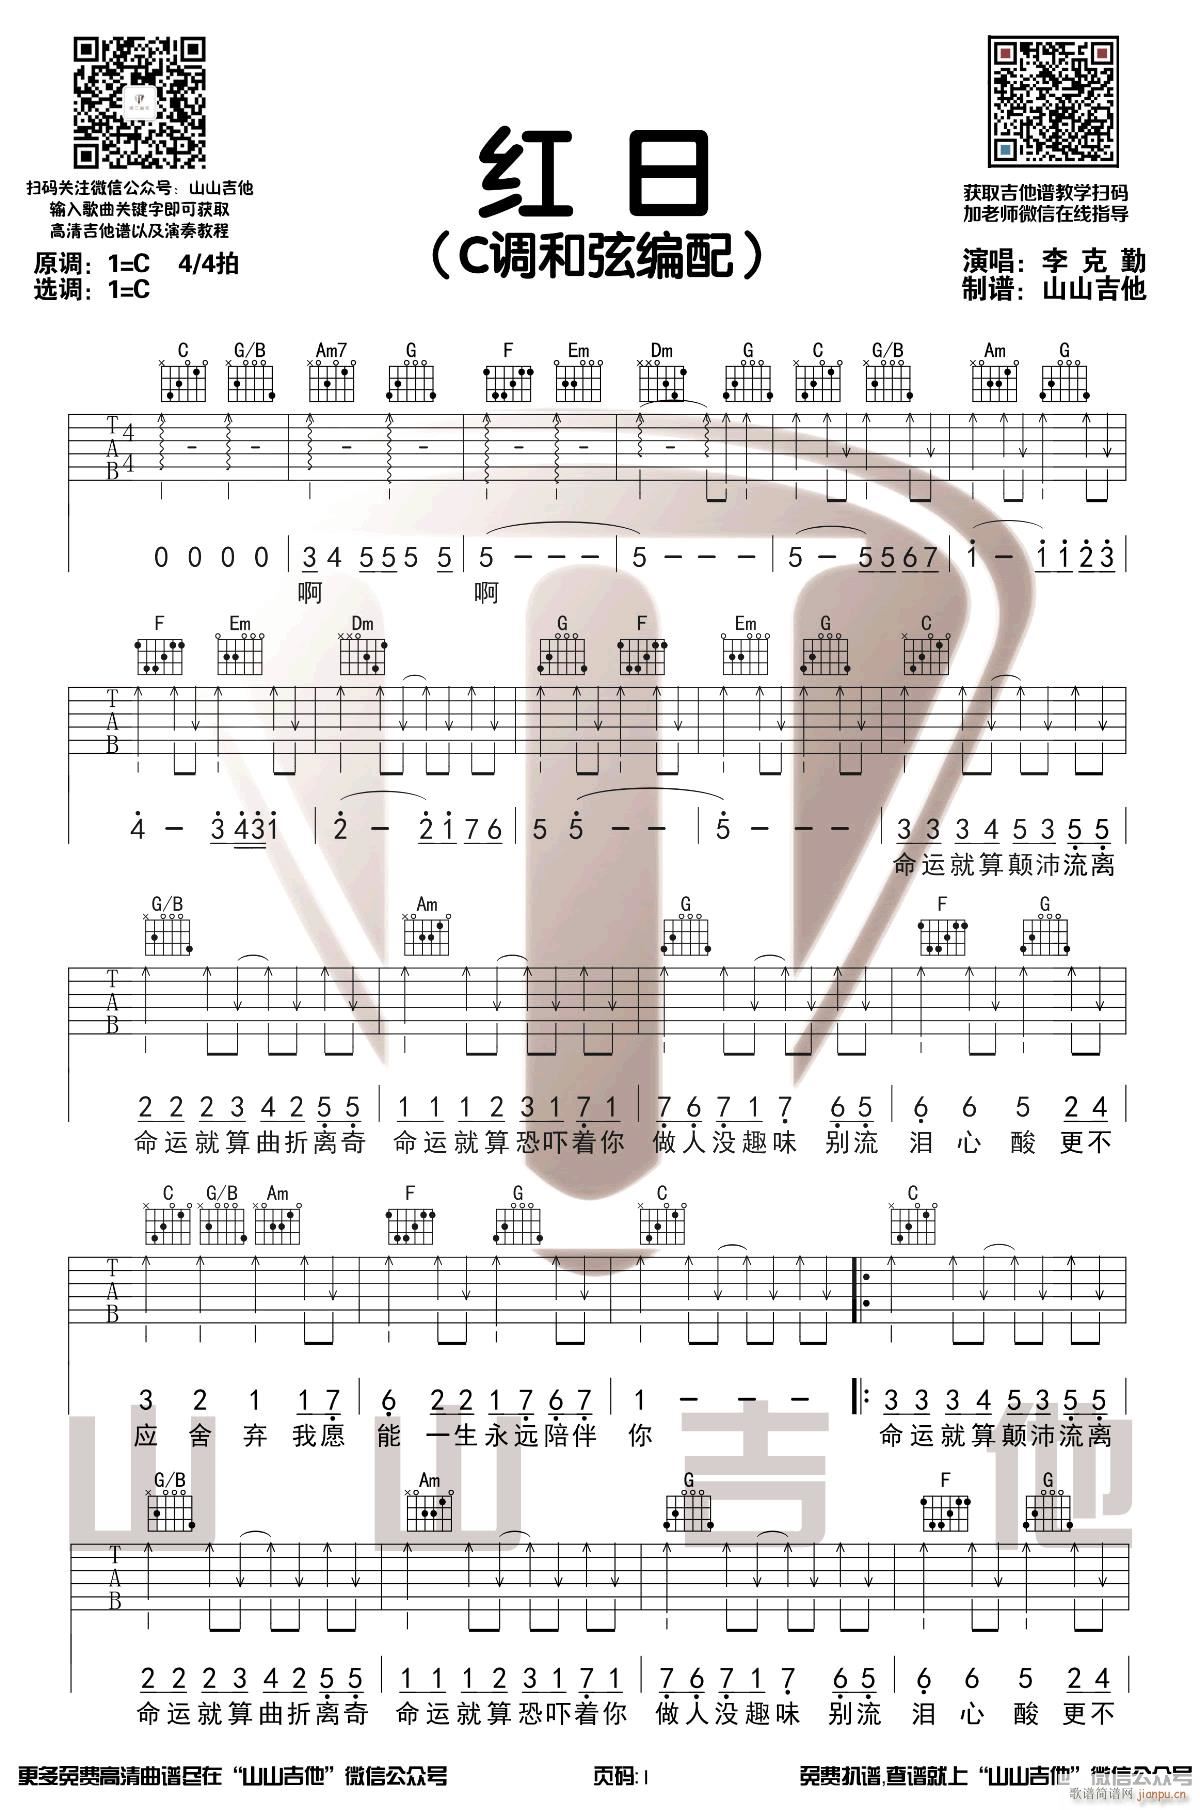 红 日
(C调和弦编配)
扫码关注微信公众号：山山吉他
输入歌曲关键字即可获取
高清吉他谱以及演奏教程
原调：1=C 4/4拍
选调：1=C
获取吉他谱教学扫码
加老师微信在线指导
演唱：李 克 勤
制谱：山山吉他
C G/B Am7 G F Em Dm G C G/B Am G
T A B 4 4
0 0 0 0 3 4 5 5 5 5 5 5 - - - 5 - - - 5 - 5 5 6 7 1 - 1 1 2 3
啊 啊
F Em Dm G F Em G C
T A B
4 - 3 4 3 1 2 - 2 1 7 6 5 5 - - 5 - - - 3 3 3 4 5 3 5 5
命运就算颠沛流离
G/B Am G F G
T A B
2 2 2 3 4 2 5 5 1 1 1 2 3 1 7 1 7 6 7 1 7 6 5 6 6 5 2 4
命运就算曲折离奇 命运就算恐吓着你 做人没趣味 别流 泪 心 酸 更不
C G/B Am F G C C
T A B
3 2 1 1 7 6 2 2 1 7 6 7 1 - - - 3 3 3 4 5 3 5 5
应 舍 弃 我愿 能 一生永远陪伴 你 命运就算颠沛流离
山 山 吉 他
G/B Am G F G
T A B
2 2 2 3 4 2 5 5 1 1 1 2 3 1 7 1 7 6 7 1 7 6 5 6 6 5 2 4
命运就算曲折离奇 命运就算恐吓着你 做人没趣味 别流 泪 心 酸 更不
更多免费高清曲谱尽在“山山吉他”微信公众号 页码:1 免费扒谱,查谱就上“山山吉他”微信公众号
歌谱简谱网 jianpu.cn